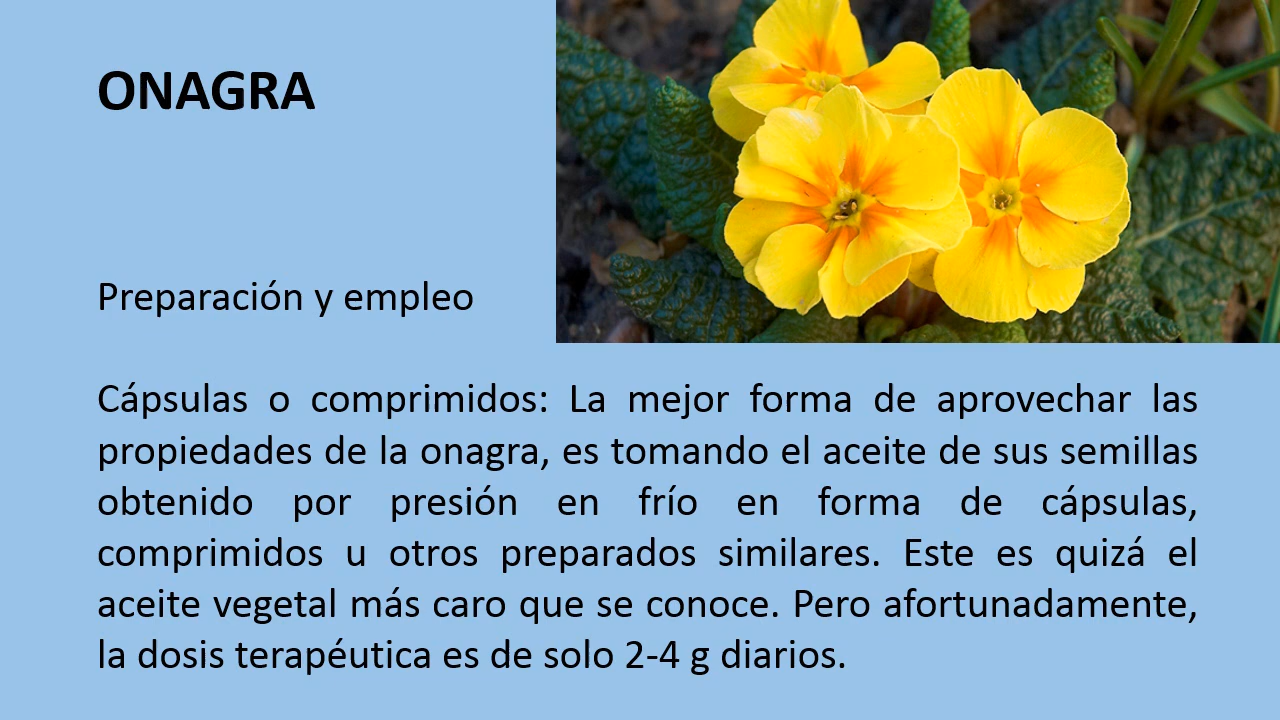 ONAGRA
Preparación y empleo
Cápsulas o comprimidos: La mejor forma de aprovechar las
propiedades de la onagra, es tomando el aceite de sus semillas
obtenido por presión en frío en forma de cápsulas,
comprimidos u otros preparados similares. Este es quizá el
aceite vegetal más caro que se conoce. Pero afortunadamente,
la dosis terapéutica es de solo 2-4 g diarios.